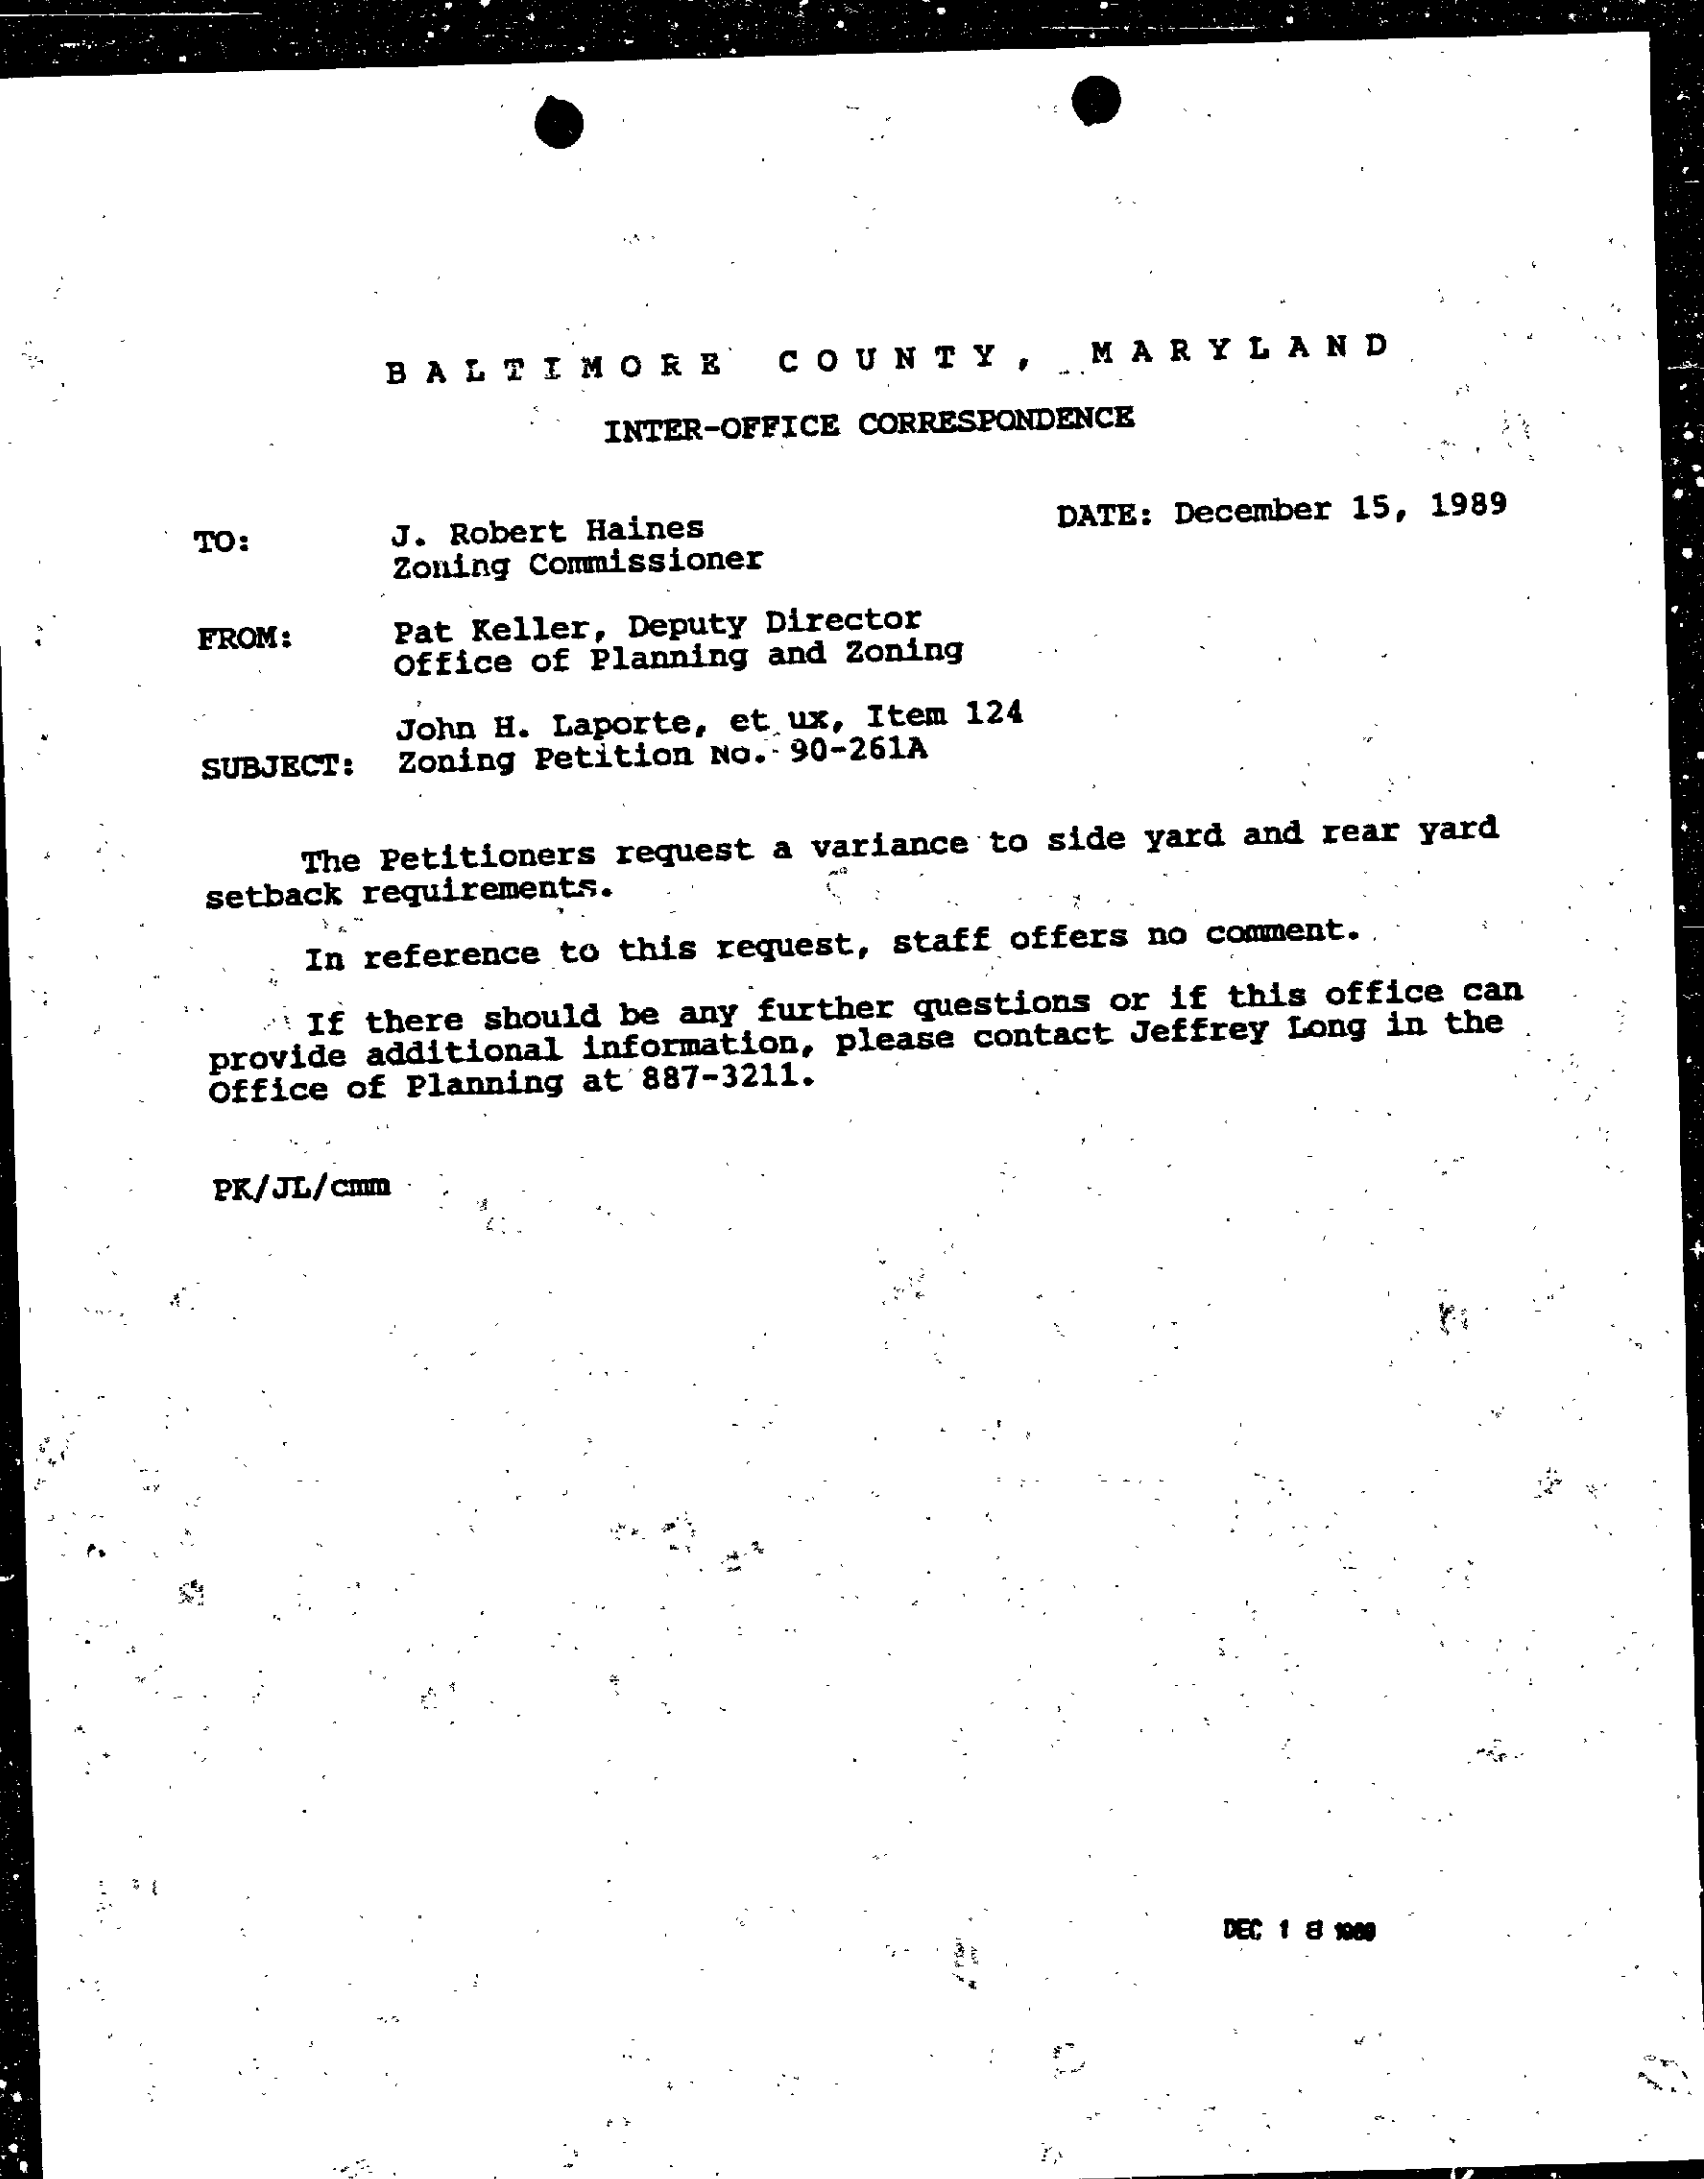 BALTIMORE COUNTY, MARYLAND
INTER-OFFICE CORRESPONDENCE
TO: J. Robert Haines DATE: December 15, 1989
Zoning Commissioner
FROM: Pat Keller, Deputy Director
Office of Planning and Zoning
John H. Laporte, et ux, Item 124
SUBJECT: Zoning Petition No. 90-261A
The Petitioners request a variance to side yard and rear yard
setback requirements.
In reference to this request, staff offers no comment.
If there should be any further questions or if this office can
provide additional information, please contact Jeffrey Long in the
Office of Planning at 887-3211.
PK/JL/cmm
DEC 18 1989